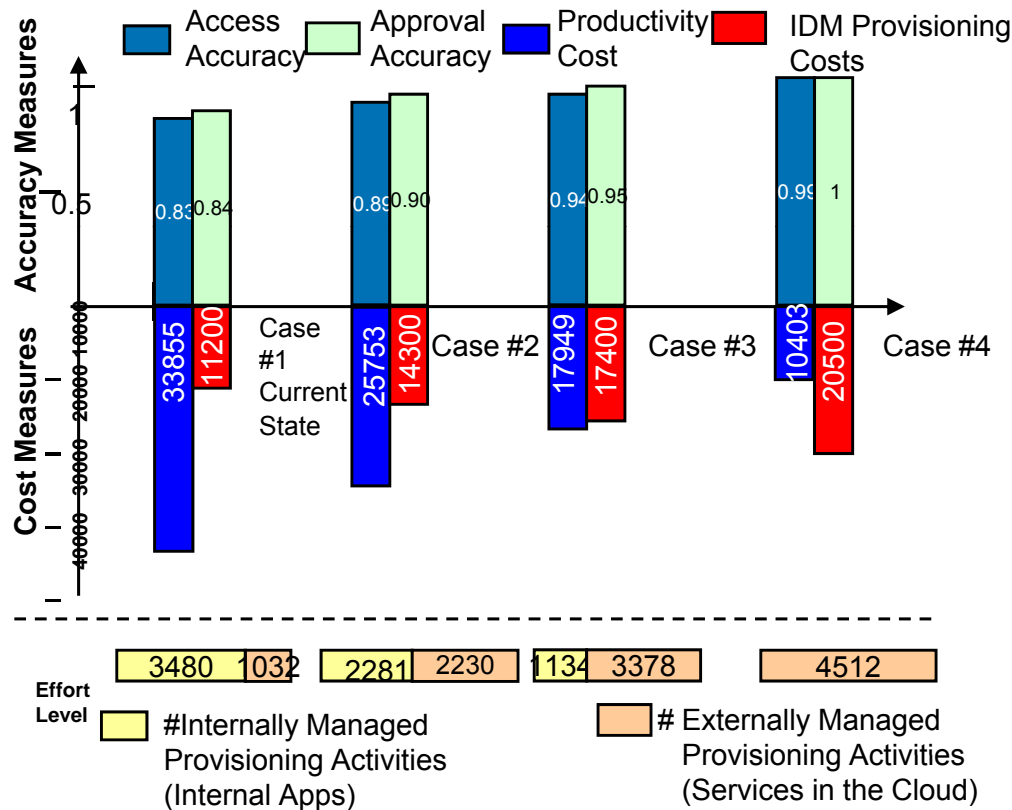 Access Accuracy
Approval Accuracy
Productivity Cost
IDM Provisioning Costs
Accuracy Measures
1
0.5
0.83
0.84
0.89
0.90
0.94
0.95
0.99
1
Cost Measures
10000
20000
30000
40000
33855
11200
Case
#1
Current
State
25753
14300
Case #2
17949
17400
Case #3
10403
20500
Case #4
Effort
Level
3480
1032
2281
2230
1134
3378
4512
#Internally Managed
Provisioning Activities
(Internal Apps)
# Externally Managed
Provisioning Activities
(Services in the Cloud)